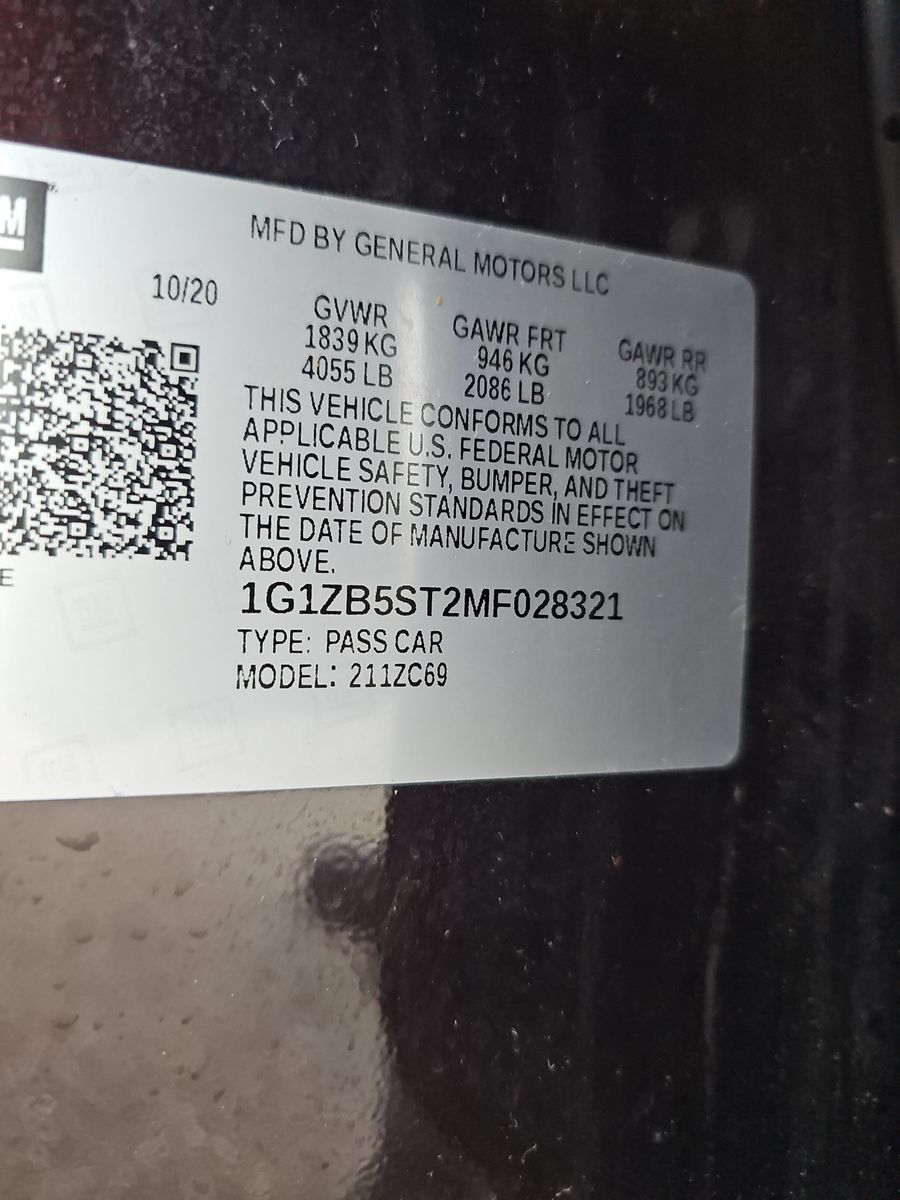 M
MFD BY GENERAL MOTORS LLC
10/20
GVWR GAWR FRT GAWR RR
1839 KG 946 KG 893 KG
4055 LB 2086 LB 1968 LB
THIS VEHICLE CONFORMS TO ALL
APPLICABLE U.S. FEDERAL MOTOR
VEHICLE SAFETY, BUMPER, AND THEFT
PREVENTION STANDARDS IN EFFECT ON
THE DATE OF MANUFACTURE SHOWN
ABOVE.
E
1G1ZB5ST2MF028321
TYPE: PASS CAR
MODEL: 211ZC69